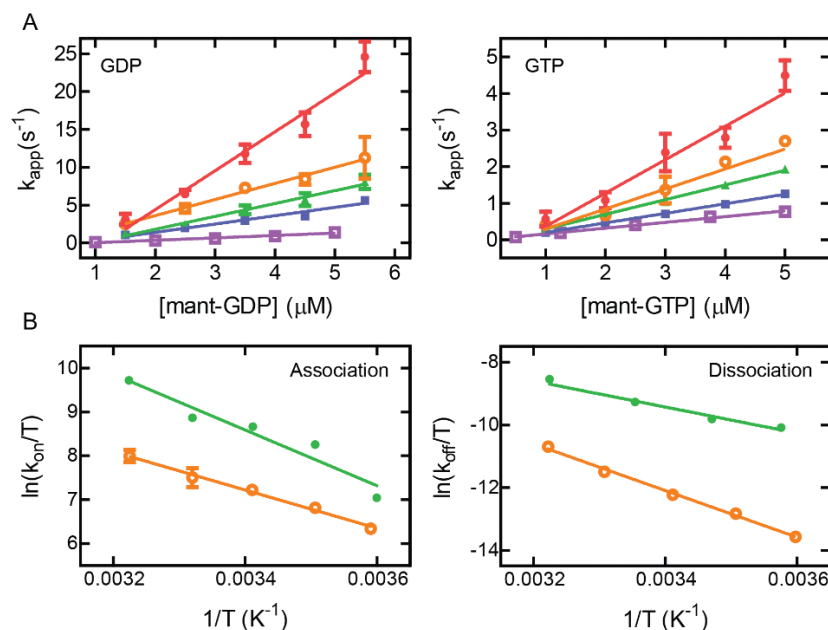 A
GDP
k_app(s⁻¹)
25
20
15
10
5
0
1 2 3 4 5 6
[mant-GDP] (μM)
GTP
k_app(s⁻¹)
5
4
3
2
1
0
1 2 3 4 5
[mant-GTP] (μM)
B
Association
ln(k_on/T)
10
9
8
7
6
0.0032 0.0034 0.0036
1/T (K⁻¹)
Dissociation
ln(k_off/T)
-8
-10
-12
-14
0.0032 0.0034 0.0036
1/T (K⁻¹)